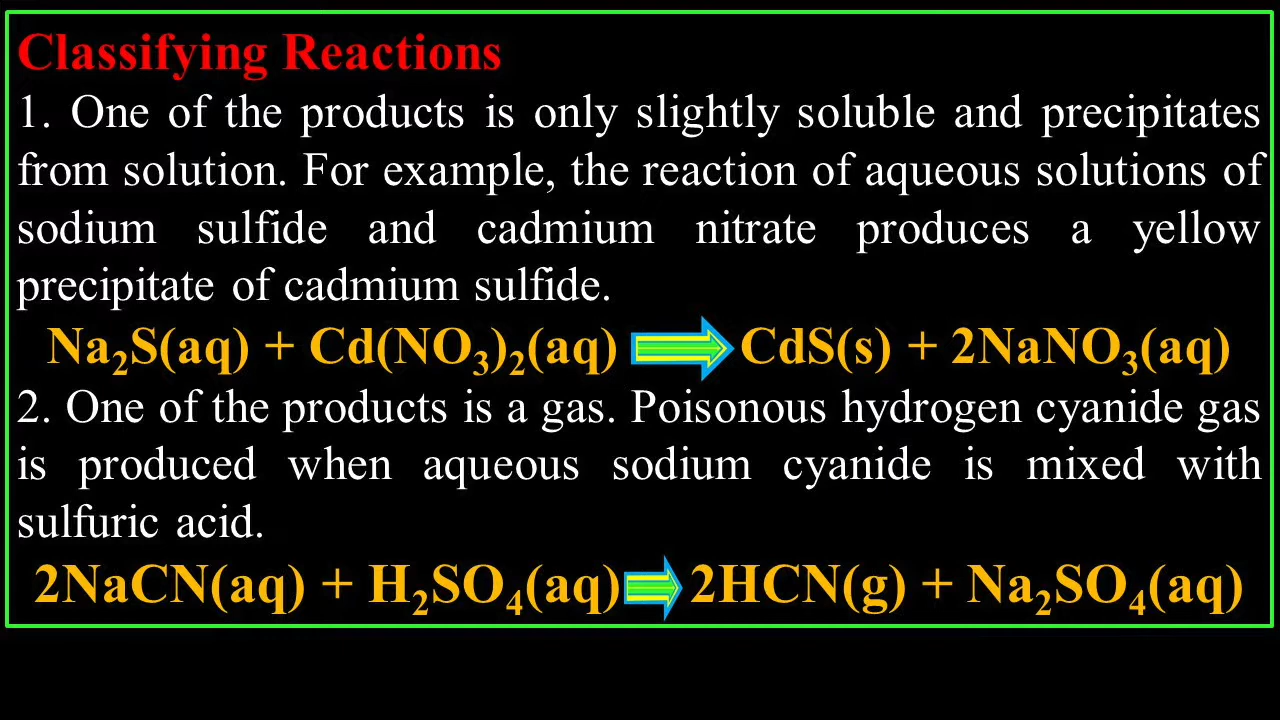 Classifying Reactions
1. One of the products is only slightly soluble and precipitates
from solution. For example, the reaction of aqueous solutions of
sodium sulfide and cadmium nitrate produces a yellow
precipitate of cadmium sulfide.
Na₂S(aq) + Cd(NO₃)₂(aq) ⇒ CdS(s) + 2NaNO₃(aq)
2. One of the products is a gas. Poisonous hydrogen cyanide gas
is produced when aqueous sodium cyanide is mixed with
sulfuric acid.
2NaCN(aq) + H₂SO₄(aq) ⇒ 2HCN(g) + Na₂SO₄(aq)